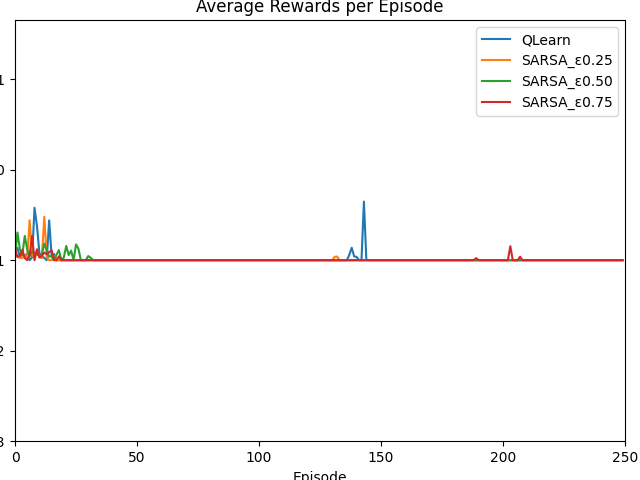 Average Rewards per Episode
QLearn
SARSA_ε0.25
SARSA_ε0.50
SARSA_ε0.75
1
0
1
2
3
0 50 100 150 200 250
Episode